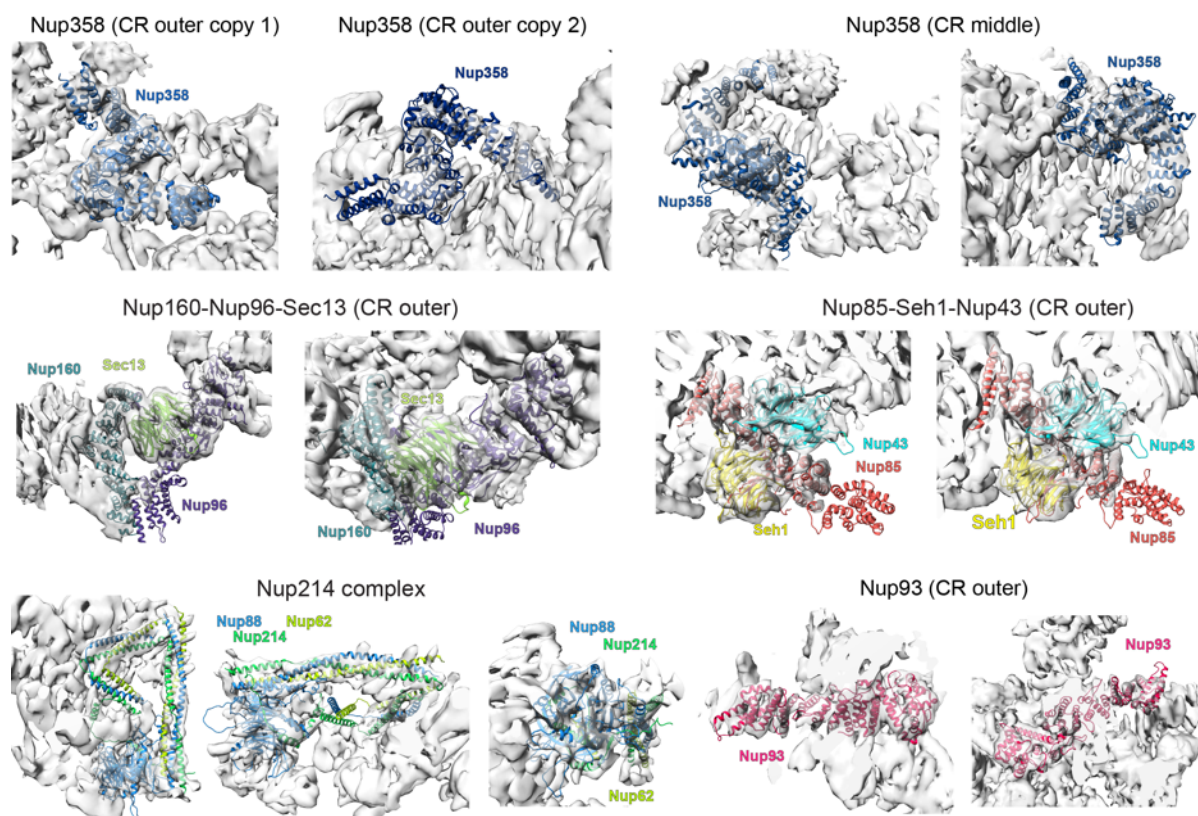 Nup358 (CR outer copy 1)
Nup358 (CR outer copy 2)
Nup358 (CR middle)
Nup358
Nup358
Nup358
Nup358
Nup160-Nup96-Sec13 (CR outer)
Nup85-Seh1-Nup43 (CR outer)
Nup160
Sec13
Nup96
Sec13
Nup160
Nup96
Nup43
Nup85
Seh1
Nup43
Seh1
Nup85
Nup214 complex
Nup93 (CR outer)
Nup88
Nup62
Nup214
Nup88
Nup214
Nup62
Nup93
Nup93